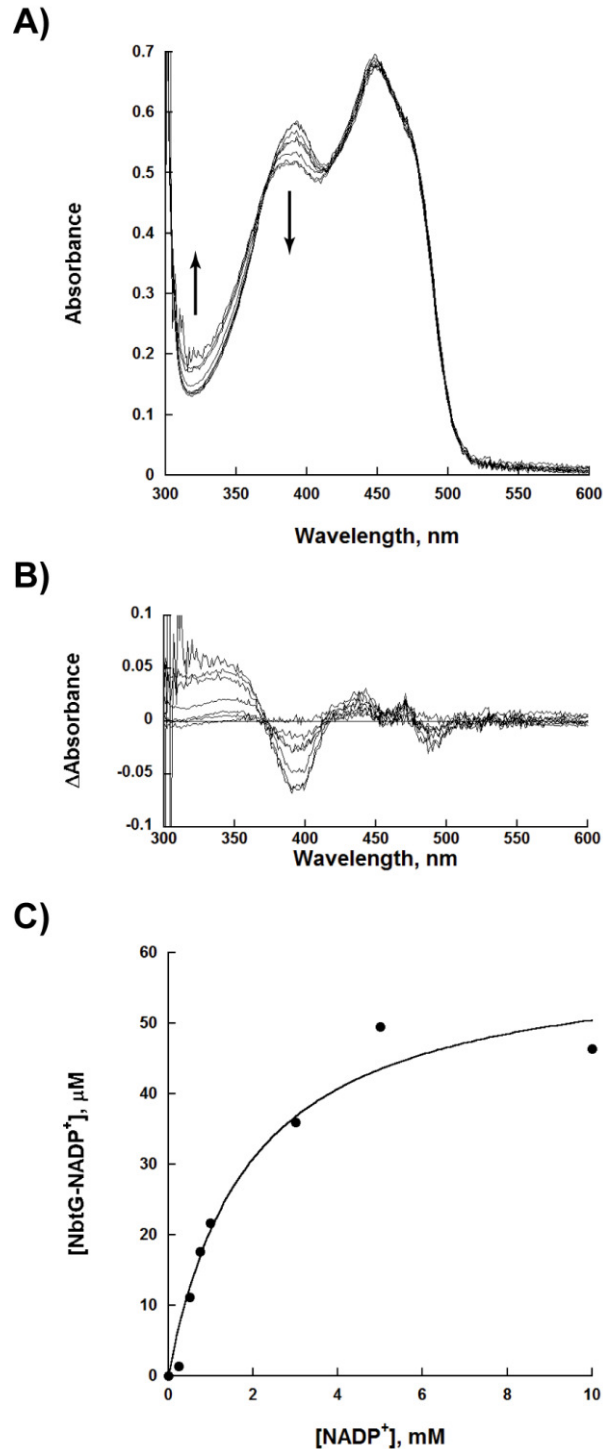 A)
0.7
0.6
0.5
0.4
0.3
0.2
0.1
0
Absorbance
300 350 400 450 500 550 600
Wavelength, nm
B)
0.1
0.05
0
-0.05
-0.1
ΔAbsorbance
300 350 400 450 500 550 600
Wavelength, nm
C)
60
50
40
30
20
10
0
[NbtG-NADP⁺], μM
0 2 4 6 8 10
[NADP⁺], mM